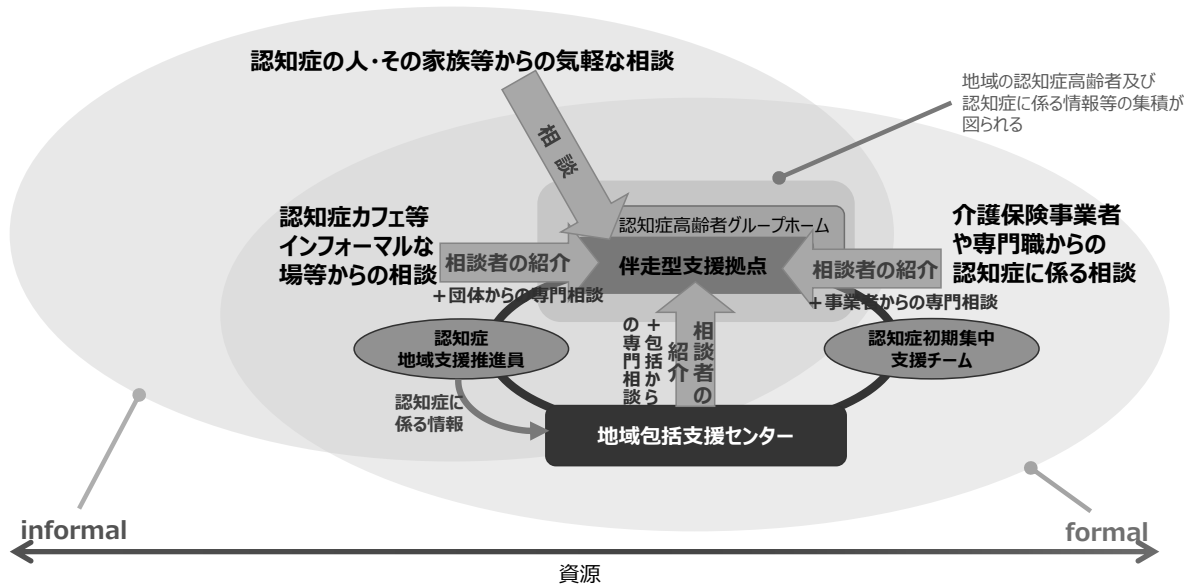 認知症の人・その家族等からの気軽な相談
地域の認知症高齢者及び
認知症に係る情報等の集積が
図られる
相談
認知症カフェ等
インフォーマルな
場等からの相談
認知症高齢者グループホーム
伴走型支援拠点
介護保険事業者
や専門職からの
認知症に係る相談
相談者の紹介
+団体からの専門相談
相談者の紹介
+事業者からの専門相談
認知症
地域支援推進員
相談者の
紹介
+包括から
の専門相談
認知症初期集中
支援チーム
認知症に
係る情報
地域包括支援センター
informal
formal
資源